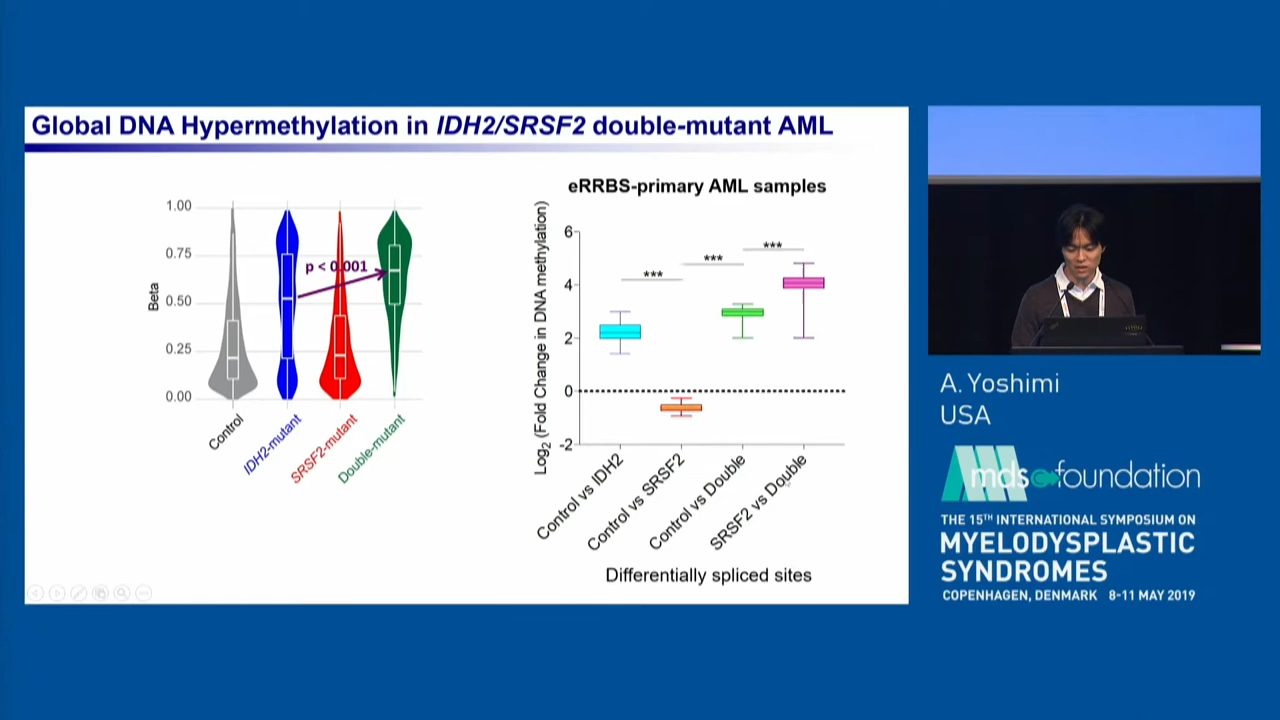 Global DNA Hypermethylation in IDH2/SRSF2 double-mutant AML
1.00
0.75
0.50
0.25
0.00
Beta
p < 0.001
Control
IDH2-mutant
SRSF2-mutant
Double-mutant
eRRBS-primary AML samples
Log2 (Fold Change in DNA methylation)
6
4
2
0
-2
***
***
***
Control vs IDH2
Control vs SRSF2
Control vs Double
SRSF2 vs Double
Differentially spliced sites
A. Yoshimi
USA
mds foundation
THE 15TH INTERNATIONAL SYMPOSIUM ON
MYELODYSPLASTIC
SYNDROMES
COPENHAGEN, DENMARK 8-11 MAY 2019